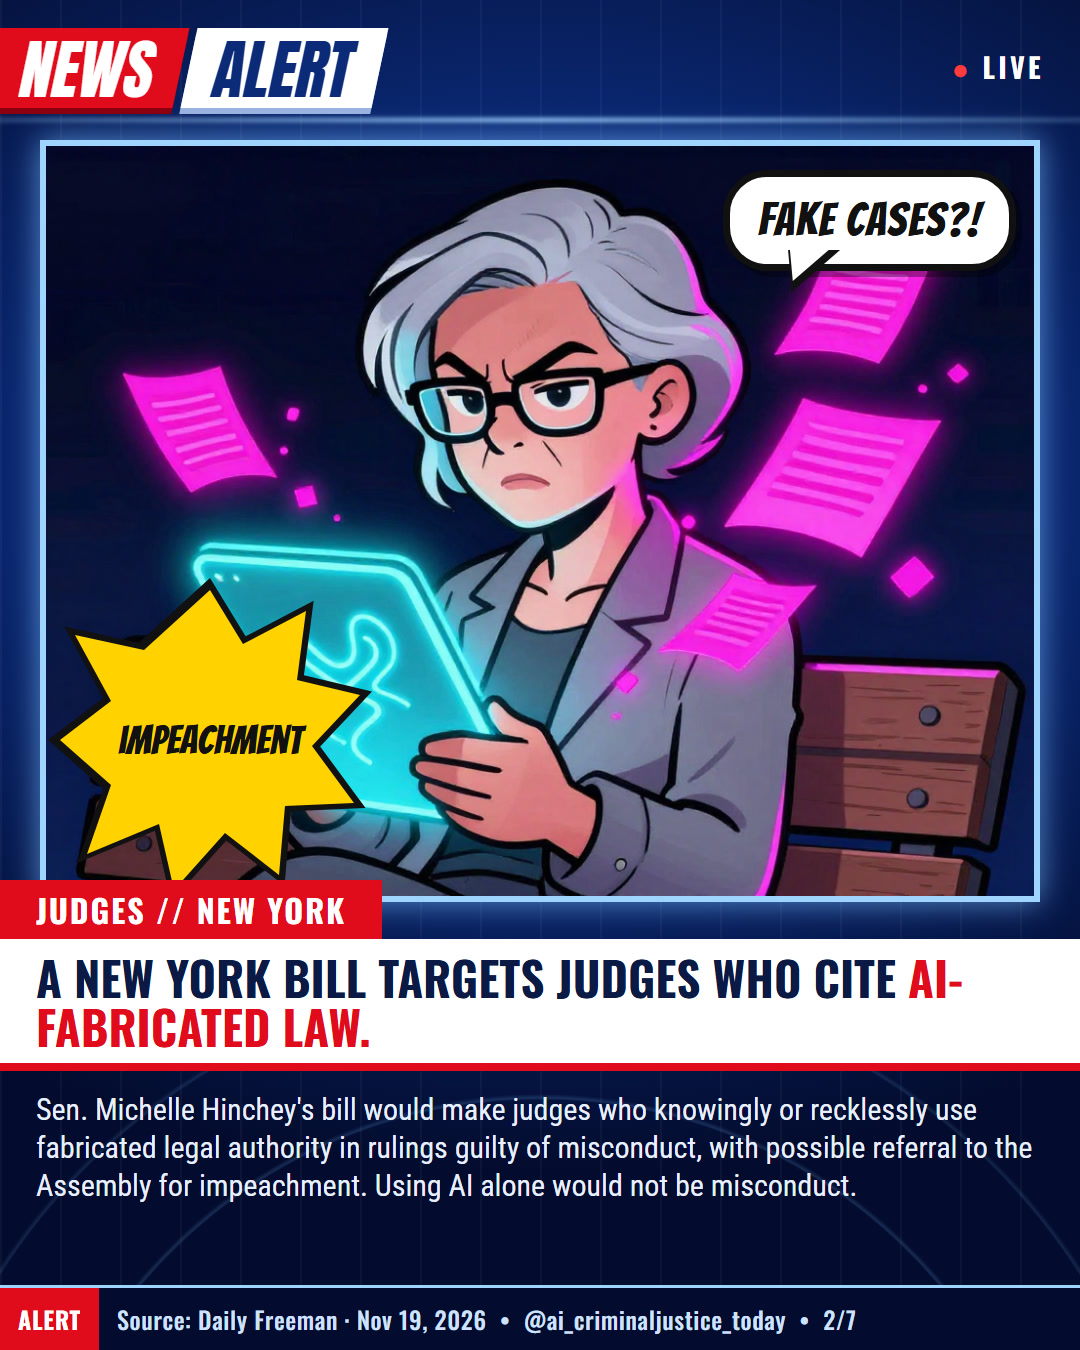 NEWS ALERT
● LIVE
FAKE CASES?!
IMPEACHMENT
JUDGES // NEW YORK
A NEW YORK BILL TARGETS JUDGES WHO CITE AI-
FABRICATED LAW.
Sen. Michelle Hinchey's bill would make judges who knowingly or recklessly use
fabricated legal authority in rulings guilty of misconduct, with possible referral to the
Assembly for impeachment. Using AI alone would not be misconduct.
ALERT Source: Daily Freeman · Nov 19, 2026 • @ai_criminaljustice_today • 2/7